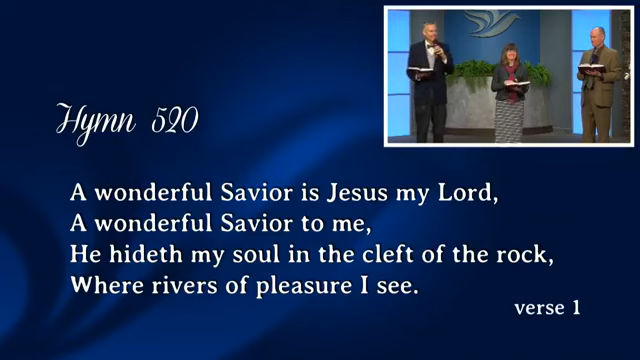 Hymn 520
A wonderful Savior is Jesus my Lord,
A wonderful Savior to me,
He hideth my soul in the cleft of the rock,
Where rivers of pleasure I see.
verse 1